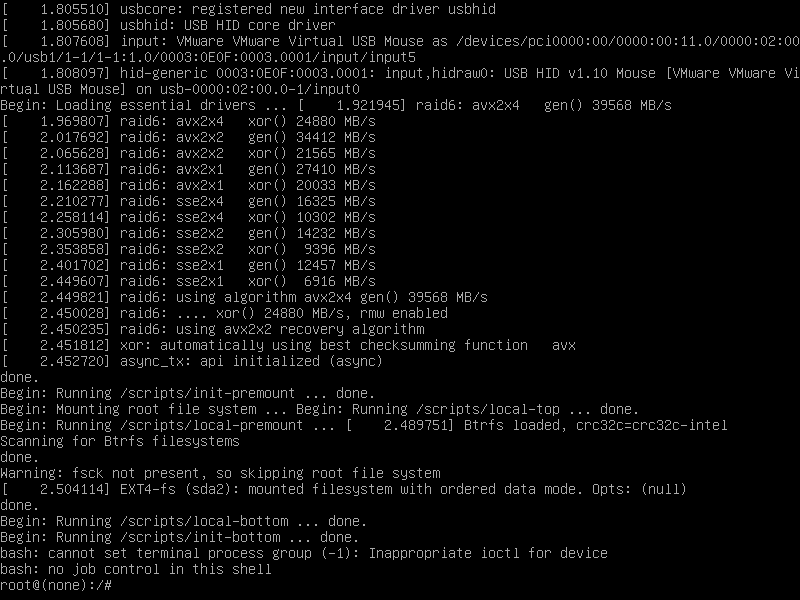 [    1.805510] usbcore: registered new interface driver usbhid
[    1.805680] usbhid: USB HID core driver
[    1.807608] input: VMware VMware Virtual USB Mouse as /devices/pci0000:00/0000:00:11.0/0000:02:00
.0/usb1/1-1/1-1:1.0/0003:0E0F:0003.0001/input/input5
[    1.808097] hid-generic 0003:0E0F:0003.0001: input,hidraw0: USB HID v1.10 Mouse [VMware VMware Vi
rtual USB Mouse] on usb-0000:02:00.0-1/input0
Begin: Loading essential drivers ... [    1.921945] raid6: avx2x4   gen() 39568 MB/s
[    1.969807] raid6: avx2x4   xor() 24880 MB/s
[    2.017692] raid6: avx2x2   gen() 34412 MB/s
[    2.065628] raid6: avx2x2   xor() 21565 MB/s
[    2.113687] raid6: avx2x1   gen() 27410 MB/s
[    2.162288] raid6: avx2x1   xor() 20033 MB/s
[    2.210277] raid6: sse2x4   gen() 16325 MB/s
[    2.258114] raid6: sse2x4   xor() 10302 MB/s
[    2.305980] raid6: sse2x2   gen() 14232 MB/s
[    2.353858] raid6: sse2x2   xor()  9396 MB/s
[    2.401702] raid6: sse2x1   gen() 12457 MB/s
[    2.449607] raid6: sse2x1   xor()  6916 MB/s
[    2.449821] raid6: using algorithm avx2x4 gen() 39568 MB/s
[    2.450028] raid6: .... xor() 24880 MB/s, rmw enabled
[    2.450235] raid6: using avx2x2 recovery algorithm
[    2.451812] xor: automatically using best checksumming function   avx
[    2.452720] async_tx: api initialized (async)
done.
Begin: Running /scripts/init-premount ... done.
Begin: Mounting root file system ... Begin: Running /scripts/local-top ... done.
Begin: Running /scripts/local-premount ... [    2.489751] Btrfs loaded, crc32c=crc32c-intel
Scanning for Btrfs filesystems
done.
Warning: fsck not present, so skipping root file system
[    2.504114] EXT4-fs (sda2): mounted filesystem with ordered data mode. Opts: (null)
done.
Begin: Running /scripts/local-bottom ... done.
Begin: Running /scripts/init-bottom ... done.
bash: cannot set terminal process group (-1): Inappropriate ioctl for device
bash: no job control in this shell
root@(none):/#